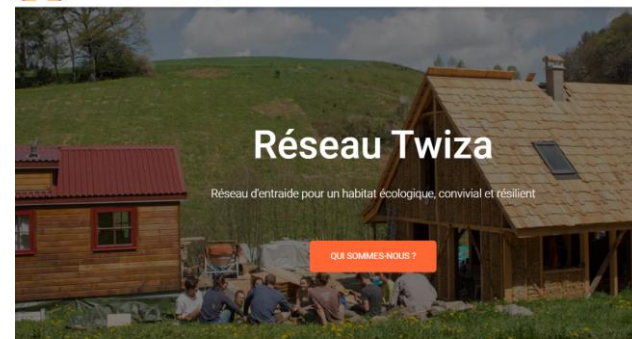 Réseau Twiza
Réseau d'entraide pour un habitat écologique, convivial et résilient
QUI SOMMES-NOUS ?